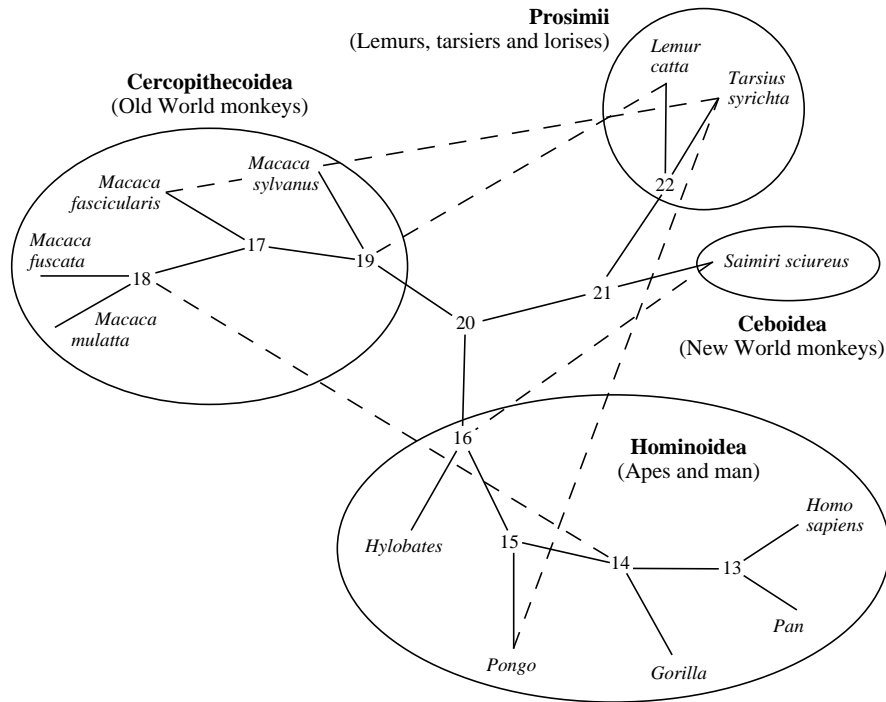 Prosimii
(Lemurs, tarsiers and lorises)
Lemur
catta
Tarsius
syrichta
Cercopithecoidea
(Old World monkeys)
Macaca
sylvanus
Macaca
fascicularis
22
17
19
Macaca
fuscata
18
Saimiri sciureus
21
Macaca
mulatta
20
Ceboidea
(New World monkeys)
16
Hominoidea
(Apes and man)
Homo
sapiens
Hylobates
15
14
13
Pan
Pongo
Gorilla